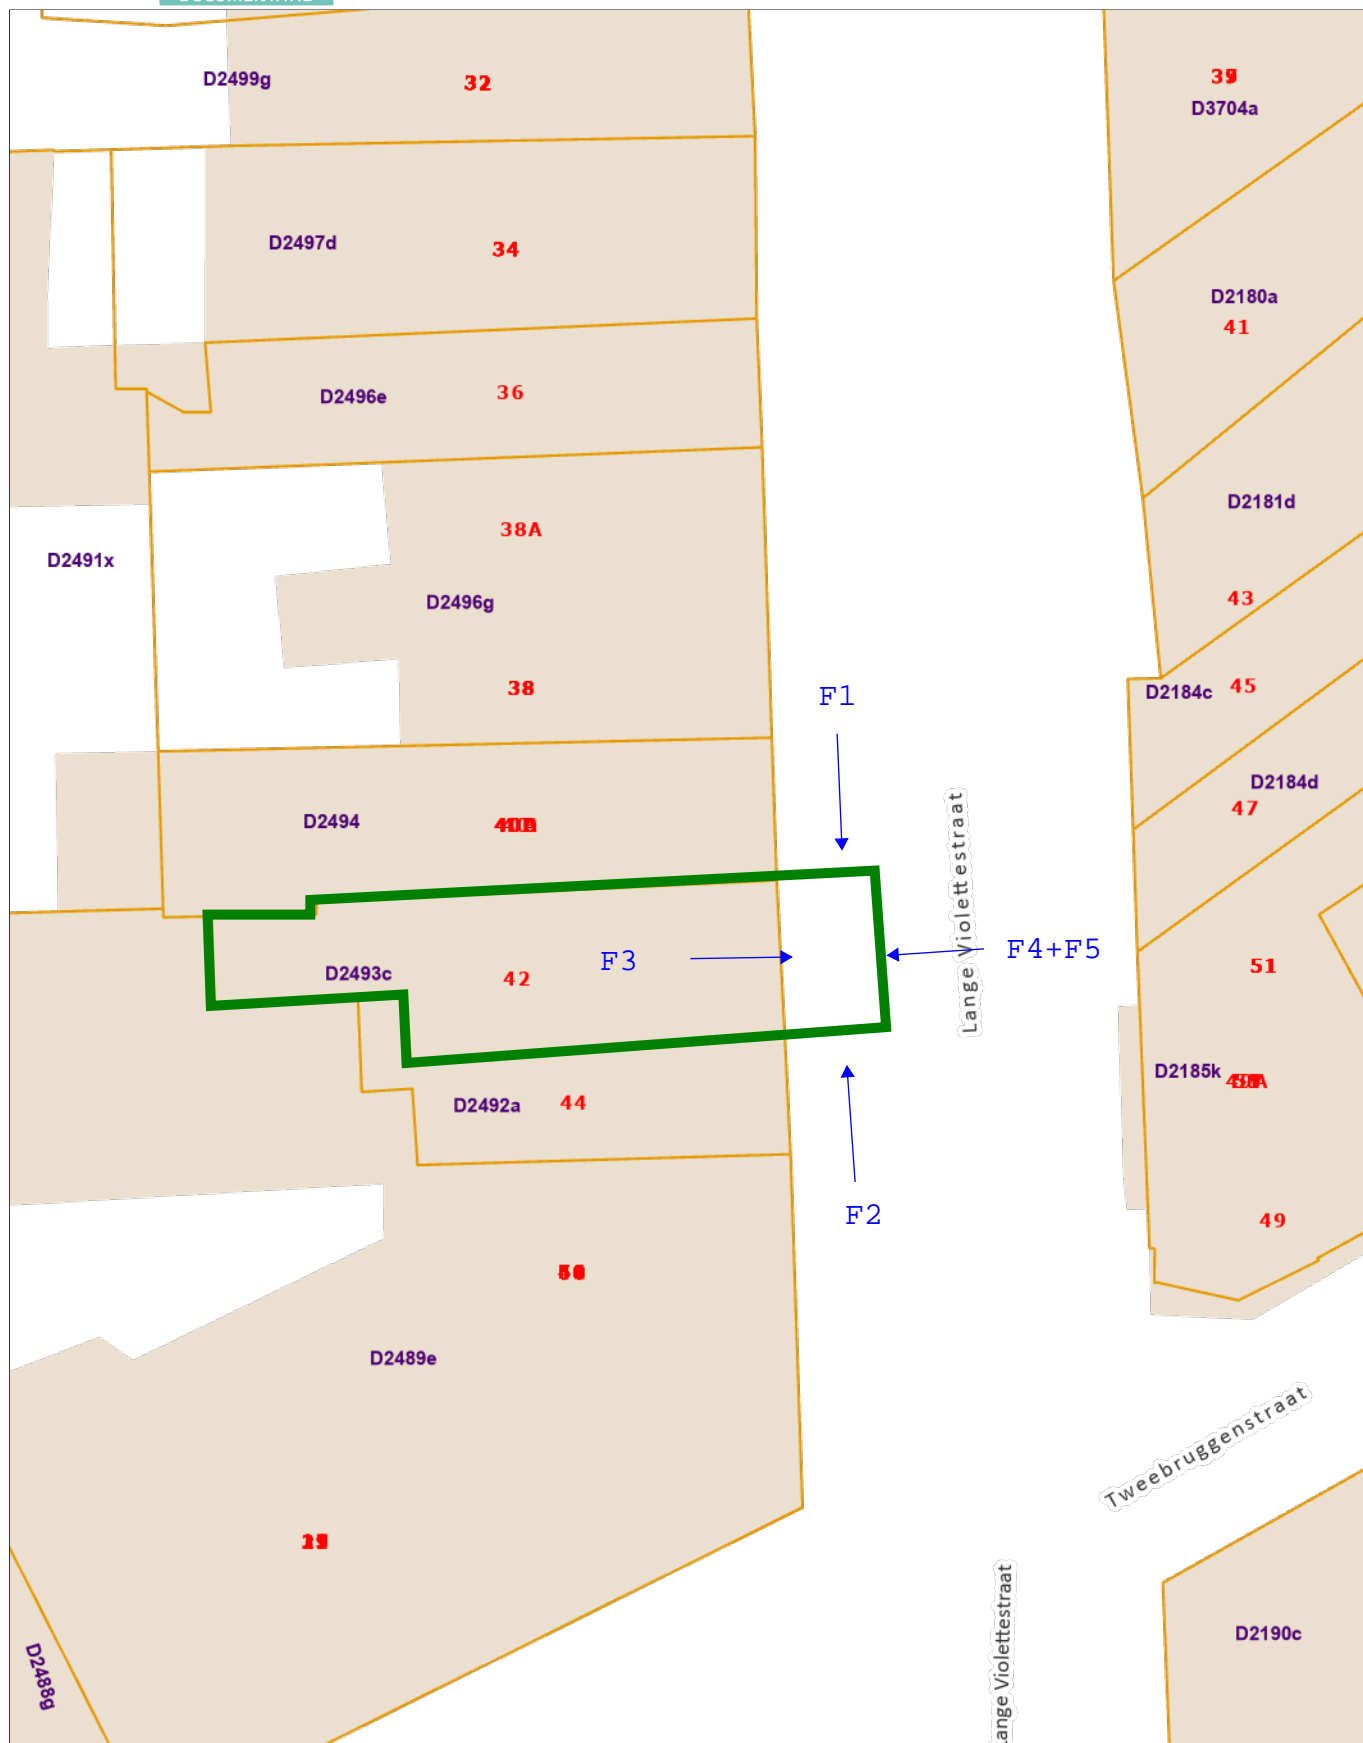 D2499g
32
D3704a
D2497d
34
D2180a
41
D2496e
36
D2181d
38A
D2491x
D2496g
43
38
F1
D2184c
45
D2184d
47
D2494
Lange Violettestraat
F3
F4+F5
D2493c
42
51
D2185k
D2492a
44
F2
49
D2489e
Tweebruggenstraat
D2488g
D2190c
Lange Violettestraat